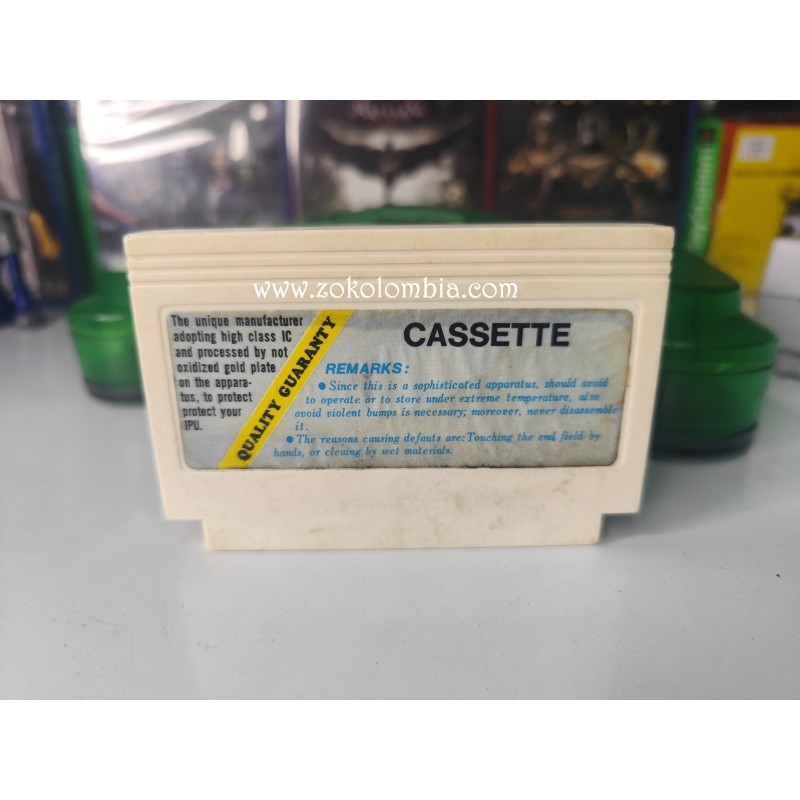 www.zokolombia.com
The unique manufacturer
adopting high class IC
and processed by not
oxidized gold plate
on the appara-
tus, to protect
protect your
IPU.
QUALITY GUARANTY
CASSETTE
REMARKS:
● Since this is a sophisticated apparatus, should avoid
to operate or to store under extreme temperature, also
avoid violent bumps is necessary; moreover, never disassemble
it.
● The reasons causing defauts are: Touching the end field by
hands, or clening by wet materials.